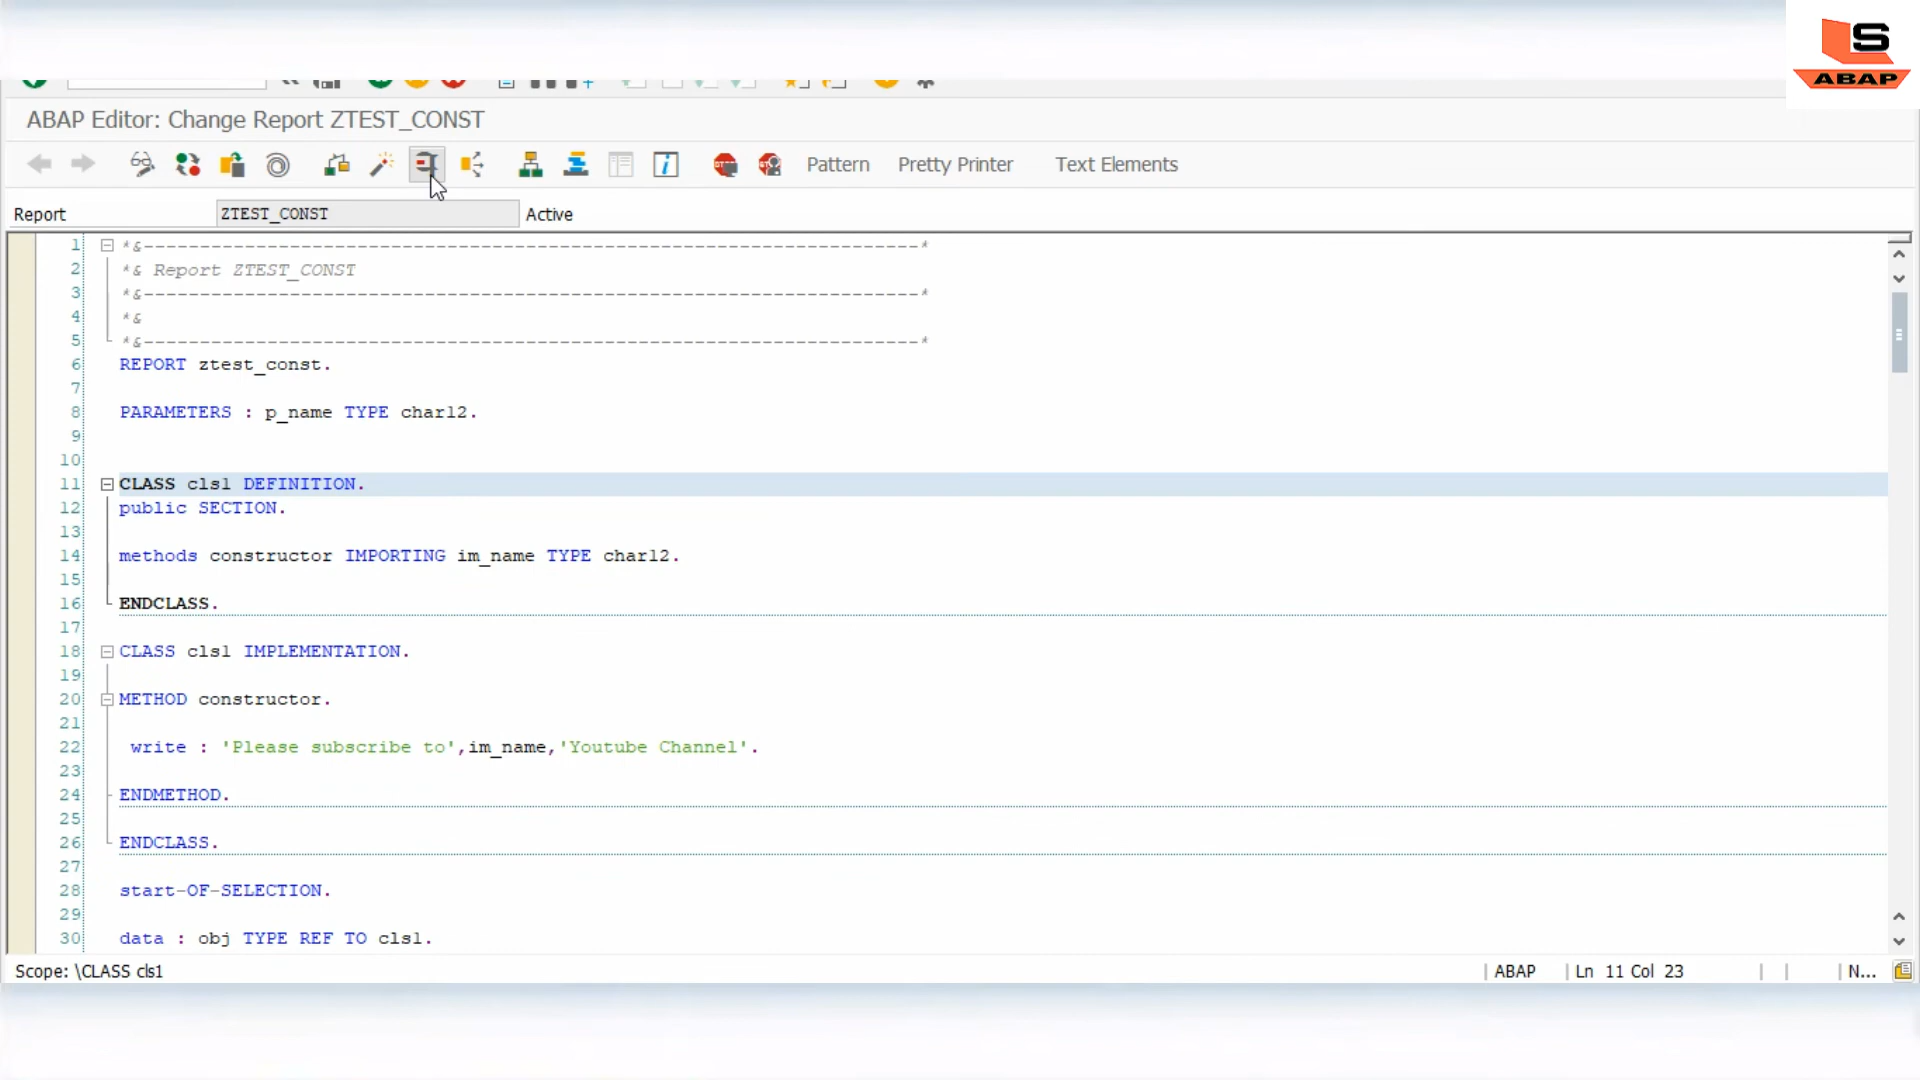 S
ABAP
ABAP Editor: Change Report ZTEST_CONST
Pattern Pretty Printer Text Elements
Report ZTEST_CONST Active
1 *&---------------------------------------------------------------------*
2 *& Report ZTEST_CONST
3 *&---------------------------------------------------------------------*
4 *&
5 *&---------------------------------------------------------------------*
6 REPORT ztest_const.
7
8 PARAMETERS : p_name TYPE char12.
9
10
11 CLASS cls1 DEFINITION.
12 public SECTION.
13
14 methods constructor IMPORTING im_name TYPE char12.
15
16 ENDCLASS.
17
18 CLASS cls1 IMPLEMENTATION.
19
20 METHOD constructor.
21
22 write : 'Please subscribe to',im_name,'Youtube Channel'.
23
24 ENDMETHOD.
25
26 ENDCLASS.
27
28 start-OF-SELECTION.
29
30 data : obj TYPE REF TO cls1.
Scope: \CLASS cls1 ABAP Ln 11 Col 23 N...